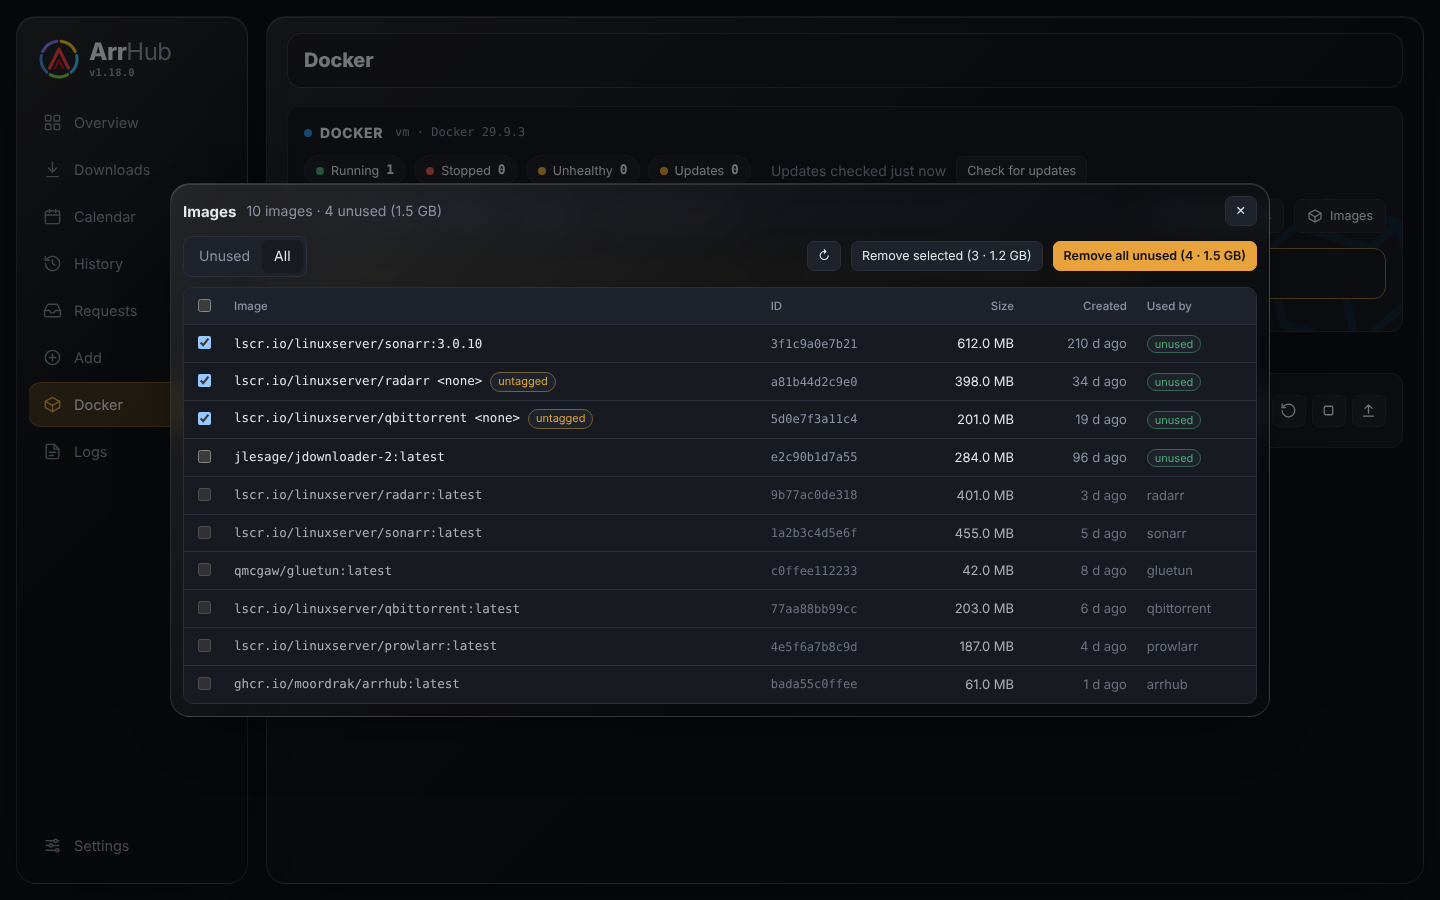 ArrHub
v1.18.0
Overview
Downloads
Calendar
History
Requests
Add
Docker
Logs
Settings
Docker
DOCKER vm · Docker 29.9.3
Running 1 Stopped 0 Unhealthy 0 Updates 0 Updates checked just now Check for updates
Images
Images 10 images · 4 unused (1.5 GB) ×
Unused All ↻ Remove selected (3 · 1.2 GB) Remove all unused (4 · 1.5 GB)
Image ID Size Created Used by
lscr.io/linuxserver/sonarr:3.0.10 3f1c9a0e7b21 612.0 MB 210 d ago unused
lscr.io/linuxserver/radarr <none> untagged a81b44d2c9e0 398.0 MB 34 d ago unused
lscr.io/linuxserver/qbittorrent <none> untagged 5d0e7f3a11c4 201.0 MB 19 d ago unused
jlesage/jdownloader-2:latest e2c90b1d7a55 284.0 MB 96 d ago unused
lscr.io/linuxserver/radarr:latest 9b77ac0de318 401.0 MB 3 d ago radarr
lscr.io/linuxserver/sonarr:latest 1a2b3c4d5e6f 455.0 MB 5 d ago sonarr
qmcgaw/gluetun:latest c0ffee112233 42.0 MB 8 d ago gluetun
lscr.io/linuxserver/qbittorrent:latest 77aa88bb99cc 203.0 MB 6 d ago qbittorrent
lscr.io/linuxserver/prowlarr:latest 4e5f6a7b8c9d 187.0 MB 4 d ago prowlarr
ghcr.io/moordrak/arrhub:latest bada55c0ffee 61.0 MB 1 d ago arrhub